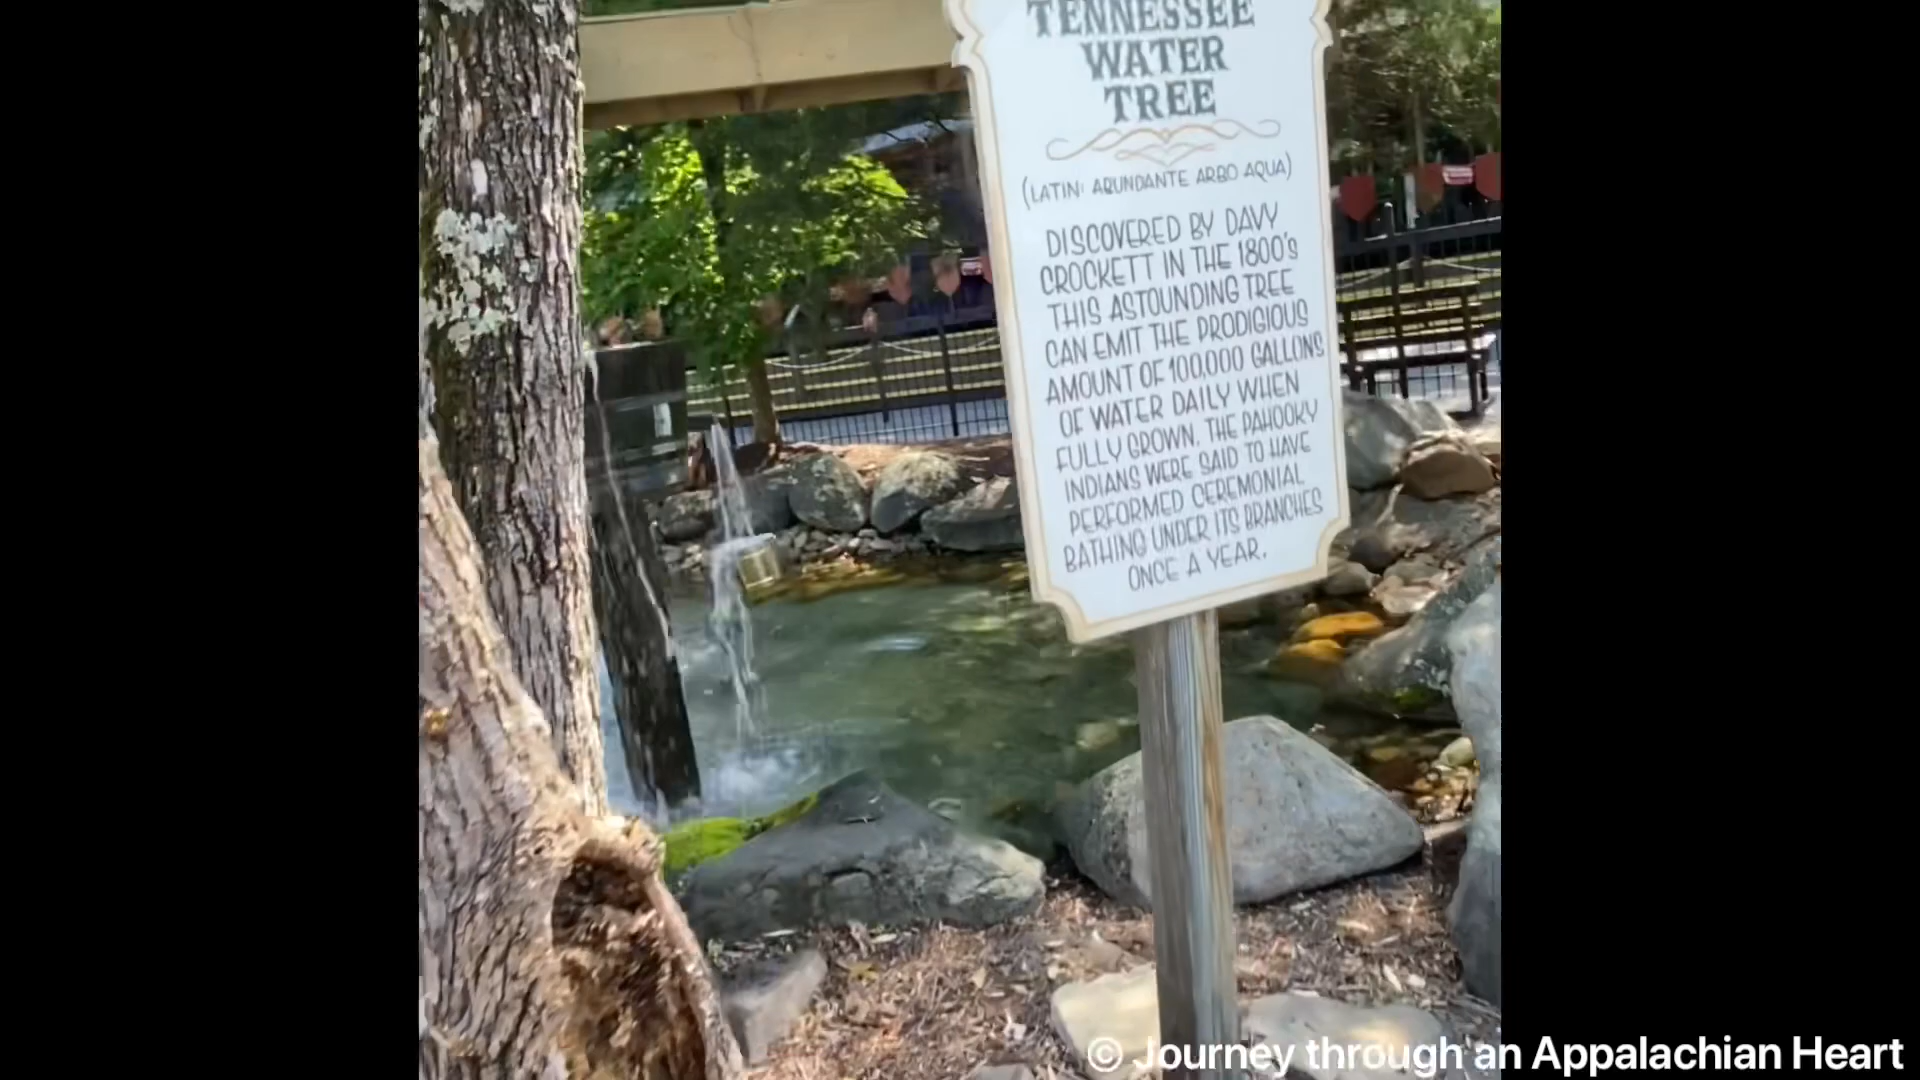 TENNESSEE
WATER
TREE
(LATIN: ABUNDANTE ARBO AQUA)
DISCOVERED BY DAVY
CROCKETT IN THE 1800's
THIS ASTOUNDING TREE
CAN EMIT THE PRODIGIOUS
AMOUNT OF 100,000 GALLONS
OF WATER DAILY WHEN
FULLY GROWN. THE PAHOOKY
INDIANS WERE SAID TO HAVE
PERFORMED CEREMONIAL
BATHING UNDER ITS BRANCHES
ONCE A YEAR.
© Journey through an Appalachian Heart